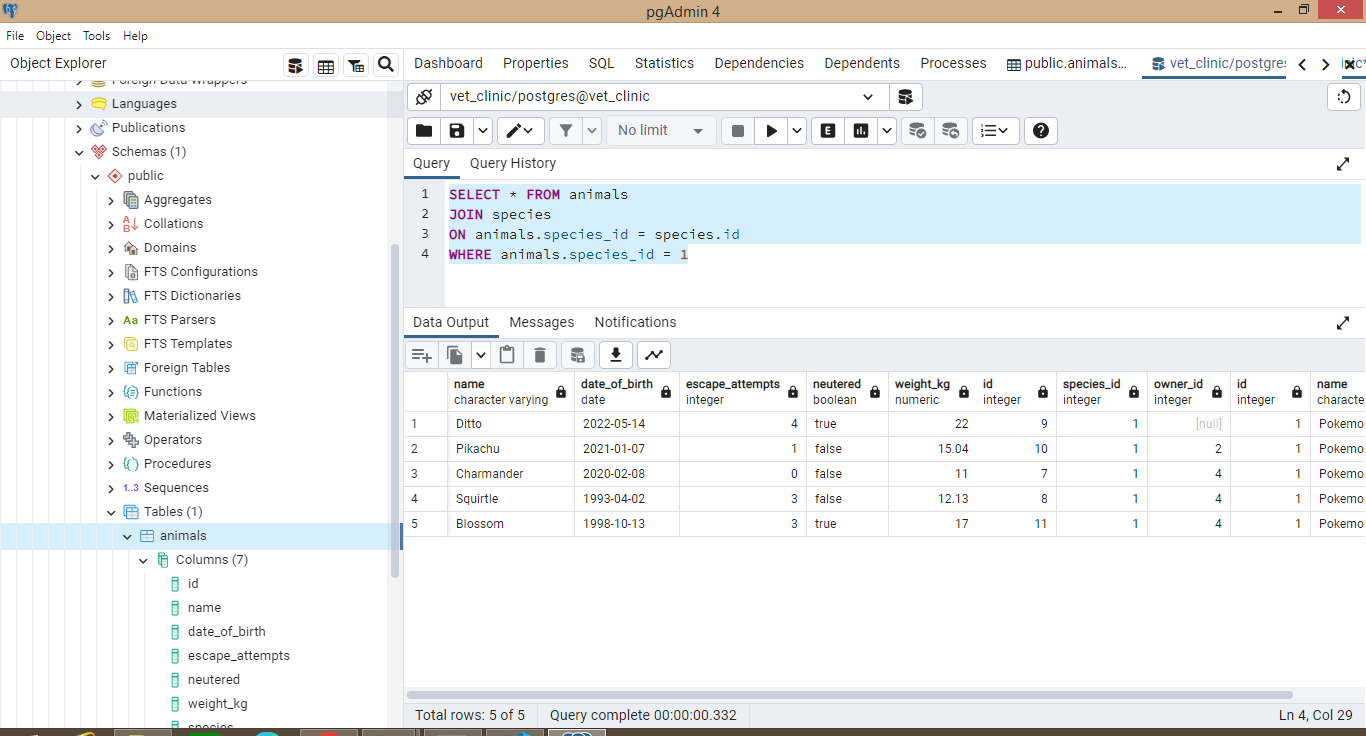 pgAdmin 4
File Object Tools Help
Object Explorer
Dashboard Properties SQL Statistics Dependencies Dependents Processes public.animals... vet_clinic/postgres
Foreign Data Wrappers
Languages
Publications
Schemas (1)
public
Aggregates
Collations
Domains
FTS Configurations
FTS Dictionaries
Aa FTS Parsers
FTS Templates
Foreign Tables
Functions
Materialized Views
Operators
Procedures
1..3 Sequences
Tables (1)
animals
Columns (7)
id
name
date_of_birth
escape_attempts
neutered
weight_kg
species
vet_clinic/postgres@vet_clinic
No limit E
Query Query History
1 SELECT * FROM animals
2 JOIN species
3 ON animals.species_id = species.id
4 WHERE animals.species_id = 1
Data Output Messages Notifications
name date_of_birth escape_attempts neutered weight_kg id species_id owner_id id name
character varying date integer boolean numeric integer integer integer integer characte
1 Ditto 2022-05-14 4 true 22 9 1 [null] 1 Pokemo
2 Pikachu 2021-01-07 1 false 15.04 10 1 2 1 Pokemo
3 Charmander 2020-02-08 0 false 11 7 1 4 1 Pokemo
4 Squirtle 1993-04-02 3 false 12.13 8 1 4 1 Pokemo
5 Blossom 1998-10-13 3 true 17 11 1 4 1 Pokemo
Total rows: 5 of 5 Query complete 00:00:00.332 Ln 4, Col 29